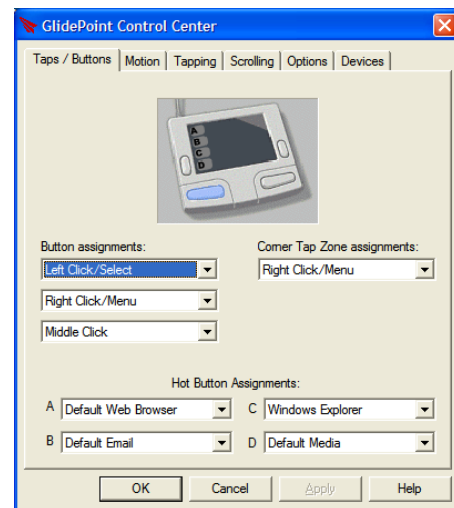 GlidePoint Control Center
Taps / Buttons Motion Tapping Scrolling Options Devices
A
B
C
D
Button assignments: Corner Tap Zone assignments:
Left Click/Select Right Click/Menu
Right Click/Menu
Middle Click
Hot Button Assignments:
A Default Web Browser C Windows Explorer
B Default Email D Default Media
OK Cancel Apply Help